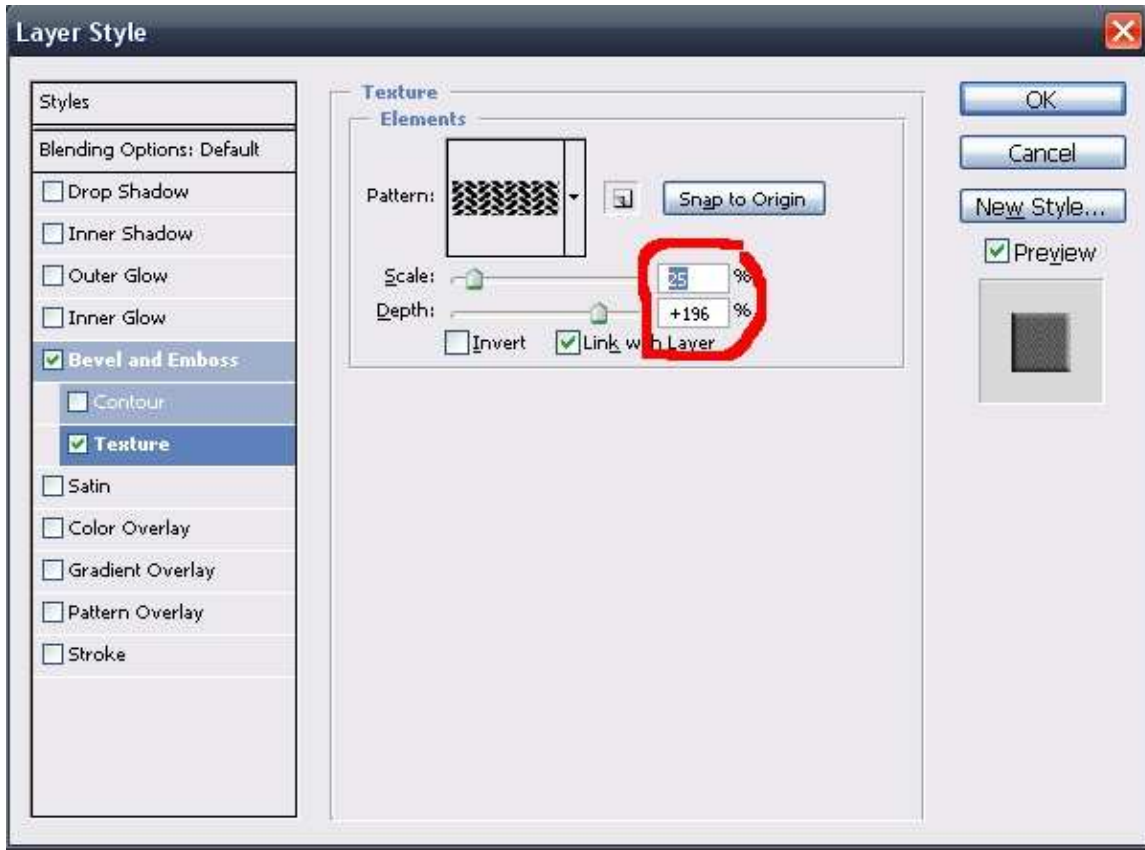 Layer Style
Styles
Blending Options: Default
Drop Shadow
Inner Shadow
Outer Glow
Inner Glow
Bevel and Emboss
Contour
Texture
Satin
Color Overlay
Gradient Overlay
Pattern Overlay
Stroke
Texture
Elements
Pattern:
Snap to Origin
Scale: 25 %
Depth: +196 %
Invert Link with Layer
OK
Cancel
New Style...
Preview